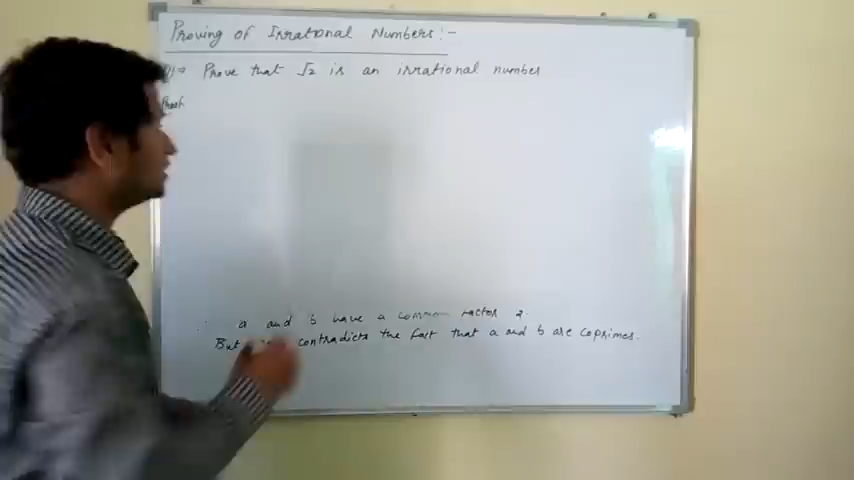 Proving of Irrational Numbers:-
Q) Prove that √2 is an irrational number
Proof
∴ a and b have a common factor 2.
But contradicts the fact that a and b are coprimes.